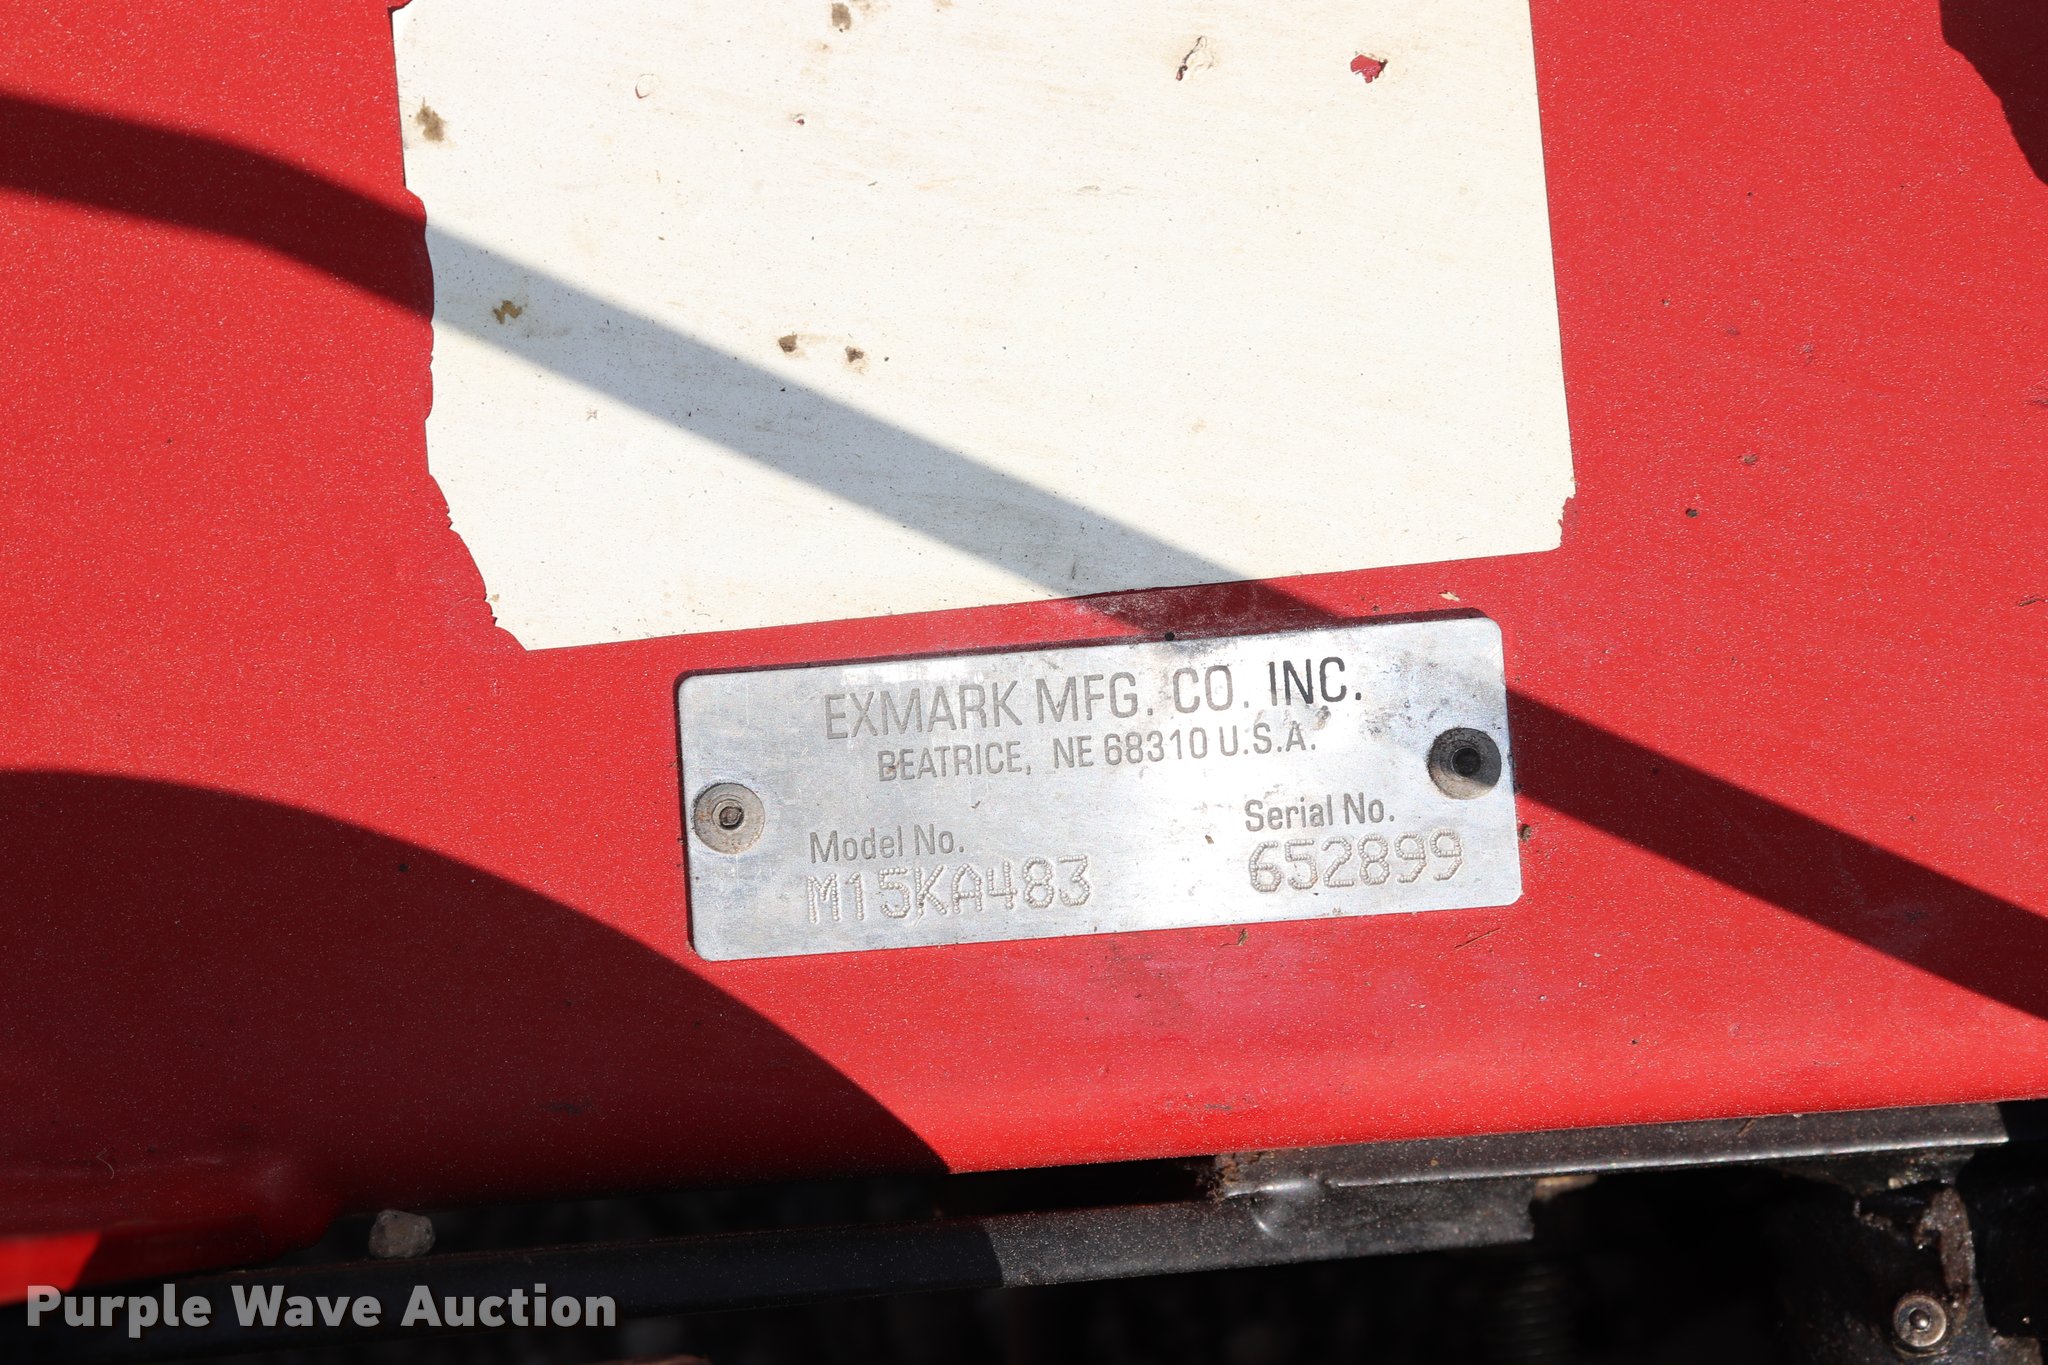 EXMARK MFG. CO. INC.
BEATRICE, NE 68310 U.S.A.
Model No.
M15KA483
Serial No.
652899
Purple Wave Auction